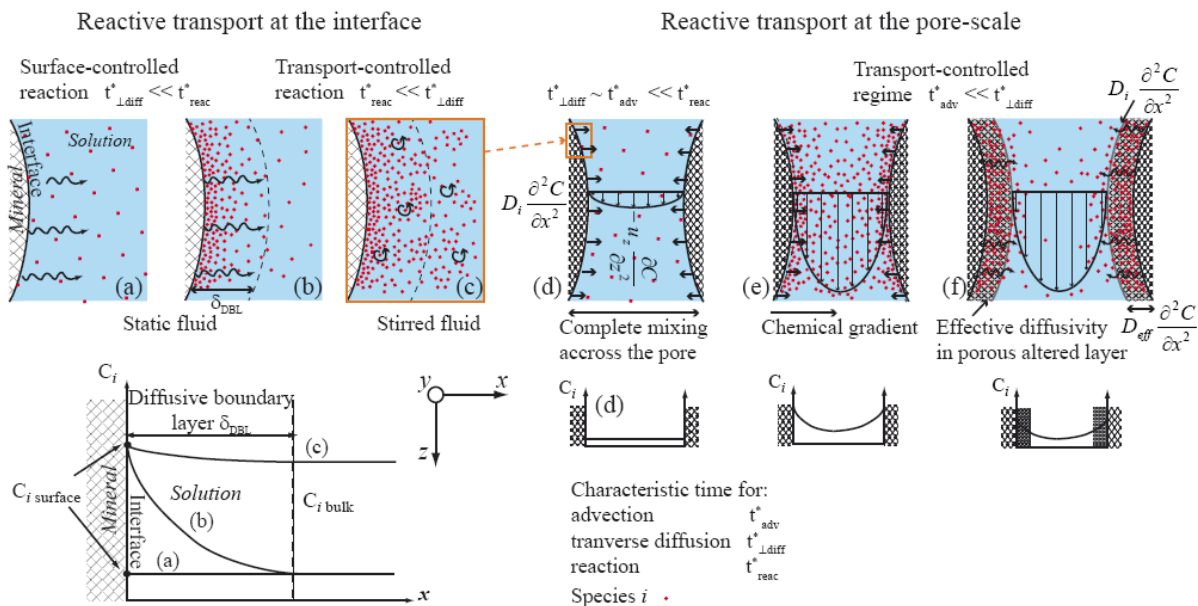 Reactive transport at the interface
Reactive transport at the pore-scale
Surface-controlled
reaction t*⊥diff << t*reac
Transport-controlled
reaction t*reac << t*⊥diff
t*⊥diff ~ t*adv << t*reac
Transport-controlled
regime t*adv << t*⊥diff
Di ∂²C/∂x²
Mineral
Interface
Solution
Di ∂²C/∂x²
∂C/∂z² − uz
(a)
(b)
(c)
(d)
(e)
(f)
δDBL
Static fluid
Stirred fluid
Complete mixing
accross the pore
Chemical gradient
Effective diffusivity
in porous altered layer
Deff ∂²C/∂x²
Ci
Diffusive boundary
layer δDBL
y
x
z
(c)
Ci surface
Mineral
Interface
Solution
(b)
(a)
Ci bulk
x
Ci
(d)
Ci
Ci
Characteristic time for:
advection t*adv
tranverse diffusion t*⊥diff
reaction t*reac
Species i